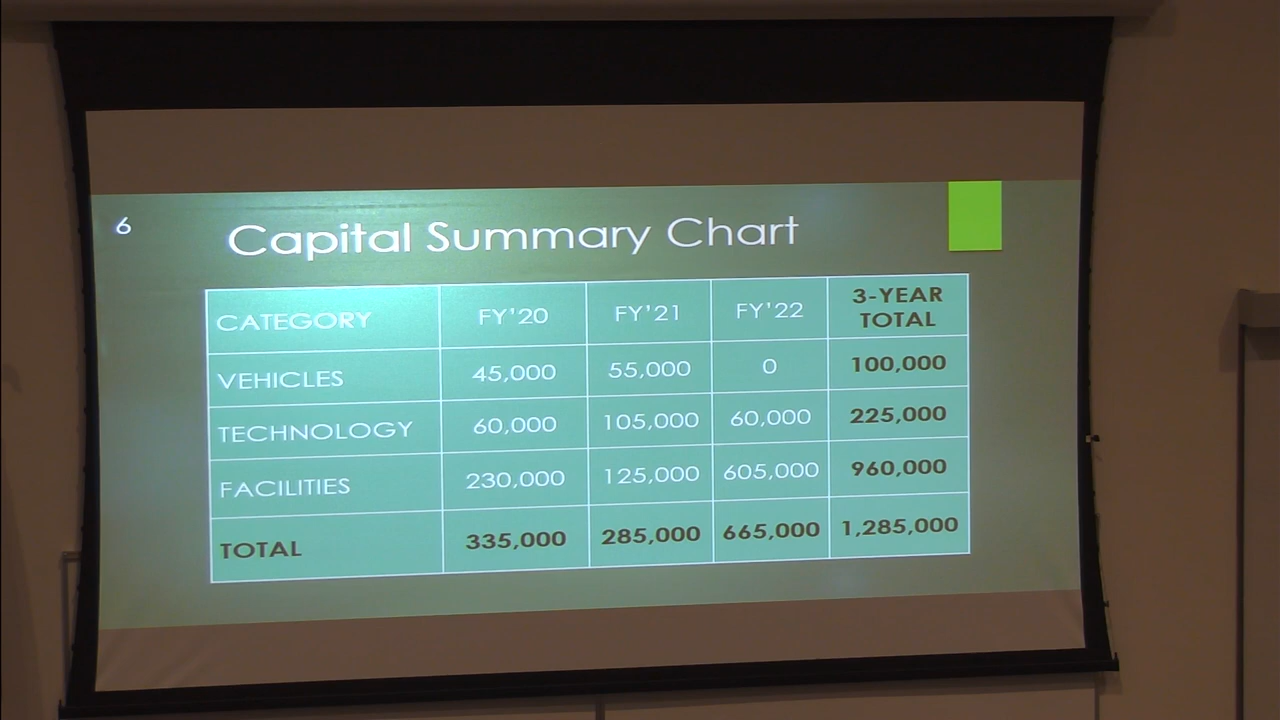 6
Capital Summary Chart
CATEGORY FY'20 FY'21 FY'22 3-YEAR TOTAL
VEHICLES 45,000 55,000 0 100,000
TECHNOLOGY 60,000 105,000 60,000 225,000
FACILITIES 230,000 125,000 605,000 960,000
TOTAL 335,000 285,000 665,000 1,285,000